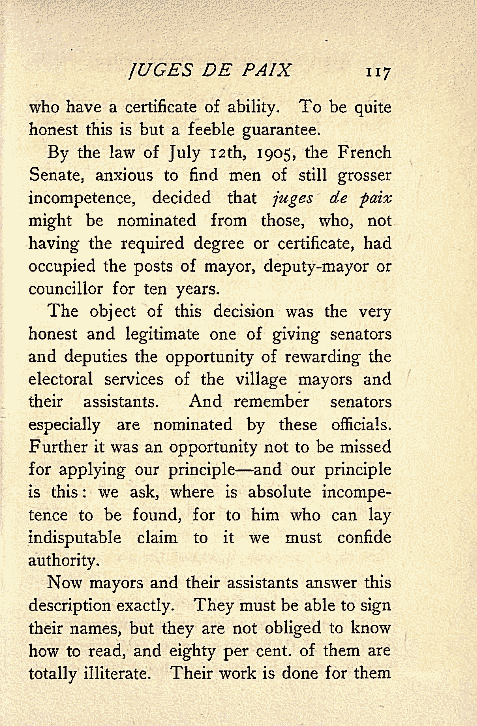 JUGES DE PAIX 117
who have a certificate of ability. To be quite
honest this is but a feeble guarantee.
By the law of July 12th, 1905, the French
Senate, anxious to find men of still grosser
incompetence, decided that juges de paix
might be nominated from those, who, not
having the required degree or certificate, had
occupied the posts of mayor, deputy-mayor or
councillor for ten years.
The object of this decision was the very
honest and legitimate one of giving senators
and deputies the opportunity of rewarding the
electoral services of the village mayors and
their assistants. And remember senators
especially are nominated by these officials.
Further it was an opportunity not to be missed
for applying our principle—and our principle
is this: we ask, where is absolute incompe-
tence to be found, for to him who can lay
indisputable claim to it we must confide
authority.
Now mayors and their assistants answer this
description exactly. They must be able to sign
their names, but they are not obliged to know
how to read, and eighty per cent. of them are
totally illiterate. Their work is done for them